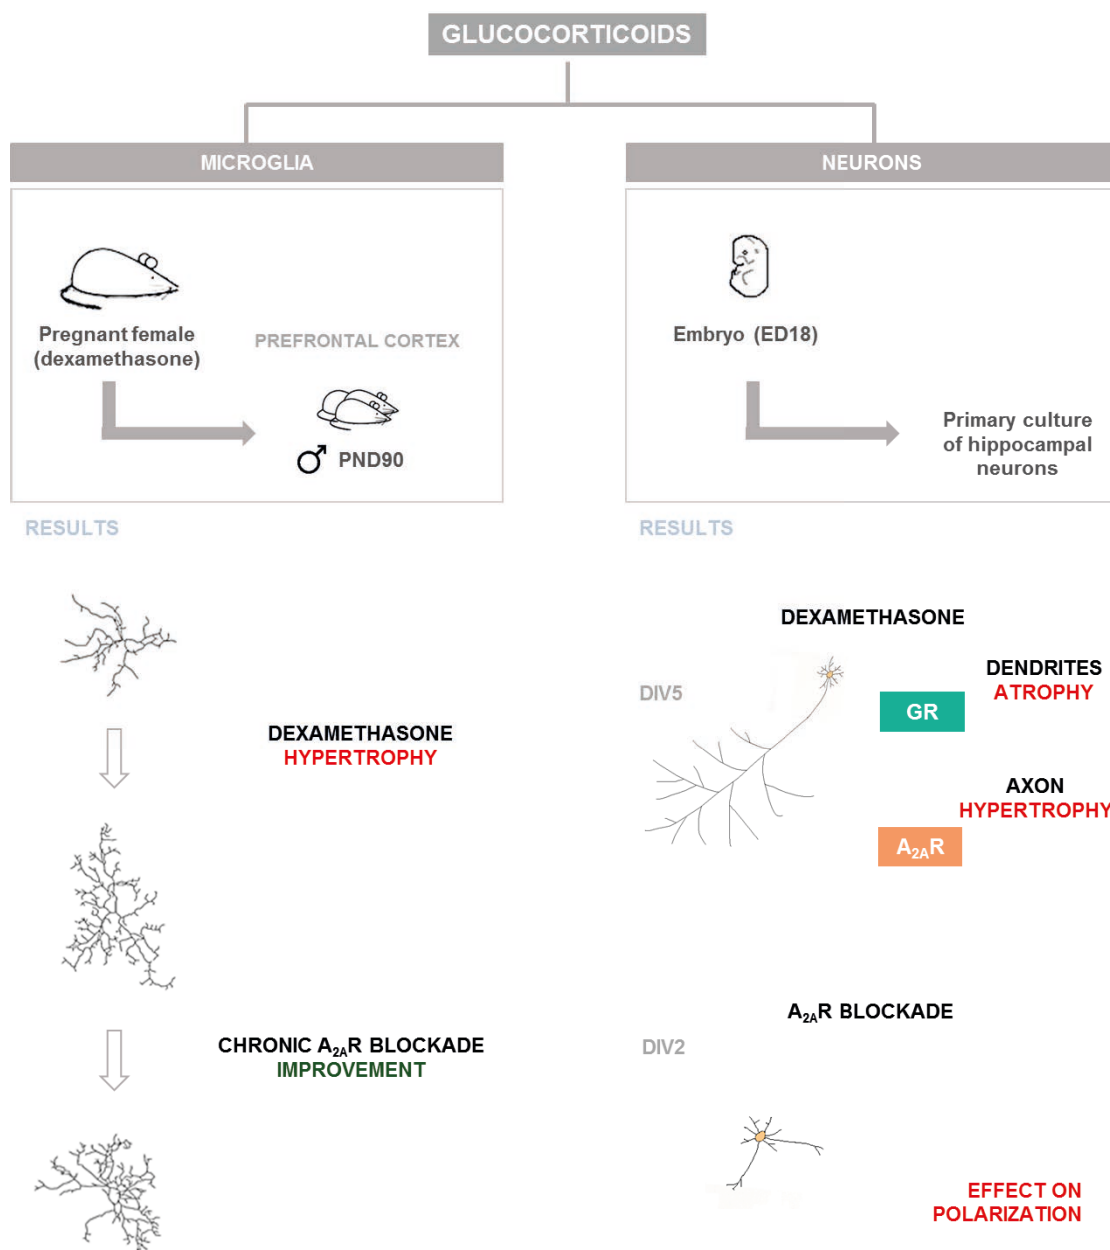 GLUCOCORTICOIDS
MICROGLIA
Pregnant female
(dexamethasone)
PREFRONTAL CORTEX
♂ PND90
RESULTS
DEXAMETHASONE
HYPERTROPHY
CHRONIC A2AR BLOCKADE
IMPROVEMENT
NEURONS
Embryo (ED18)
Primary culture
of hippocampal
neurons
RESULTS
DEXAMETHASONE
DIV5
GR
DENDRITES
ATROPHY
AXON
HYPERTROPHY
A2AR
A2AR BLOCKADE
DIV2
EFFECT ON
POLARIZATION